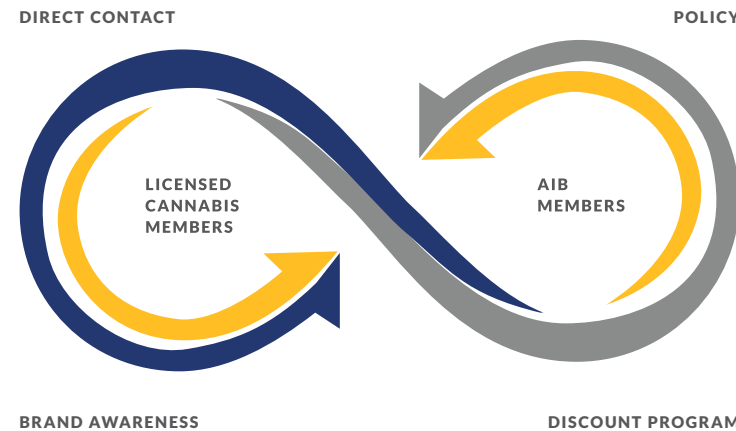 DIRECT CONTACT
POLICY
LICENSED
CANNABIS
MEMBERS
AIB
MEMBERS
BRAND AWARENESS
DISCOUNT PROGRAM